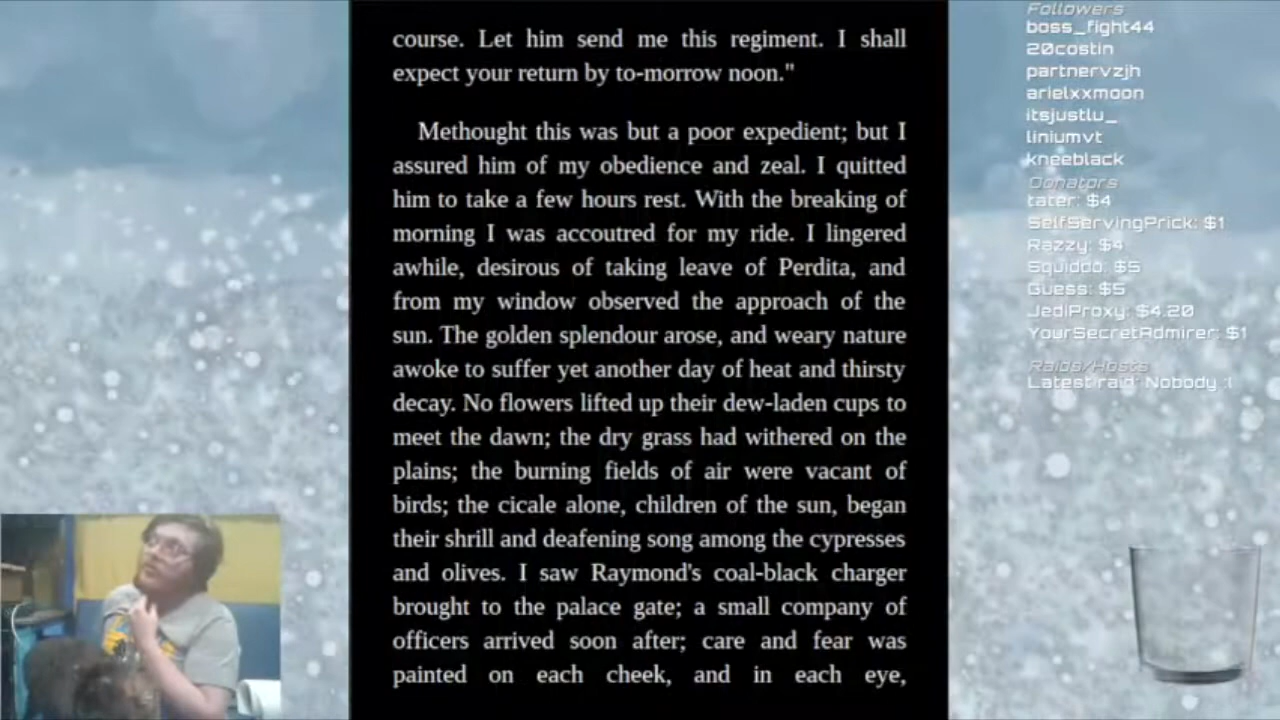 course. Let him send me this regiment. I shall
expect your return by to-morrow noon."
Methought this was but a poor expedient; but I
assured him of my obedience and zeal. I quitted
him to take a few hours rest. With the breaking of
morning I was accoutred for my ride. I lingered
awhile, desirous of taking leave of Perdita, and
from my window observed the approach of the
sun. The golden splendour arose, and weary nature
awoke to suffer yet another day of heat and thirsty
decay. No flowers lifted up their dew-laden cups to
meet the dawn; the dry grass had withered on the
plains; the burning fields of air were vacant of
birds; the cicale alone, children of the sun, began
their shrill and deafening song among the cypresses
and olives. I saw Raymond's coal-black charger
brought to the palace gate; a small company of
officers arrived soon after; care and fear was
painted on each cheek, and in each eye,
Followers
boss_fight44
20costin
partnervzjh
arielxxmoon
itsjustlu_
liniumvt
kneeblack
Donators
tater: $4
SelfServingPrick: $1
Razzy: $4
Squidda: $5
Guess: $5
JediProxy: $4.20
YourSecretAdmirer: $1
Raids/Hosts
Latest raid: Nobody :(